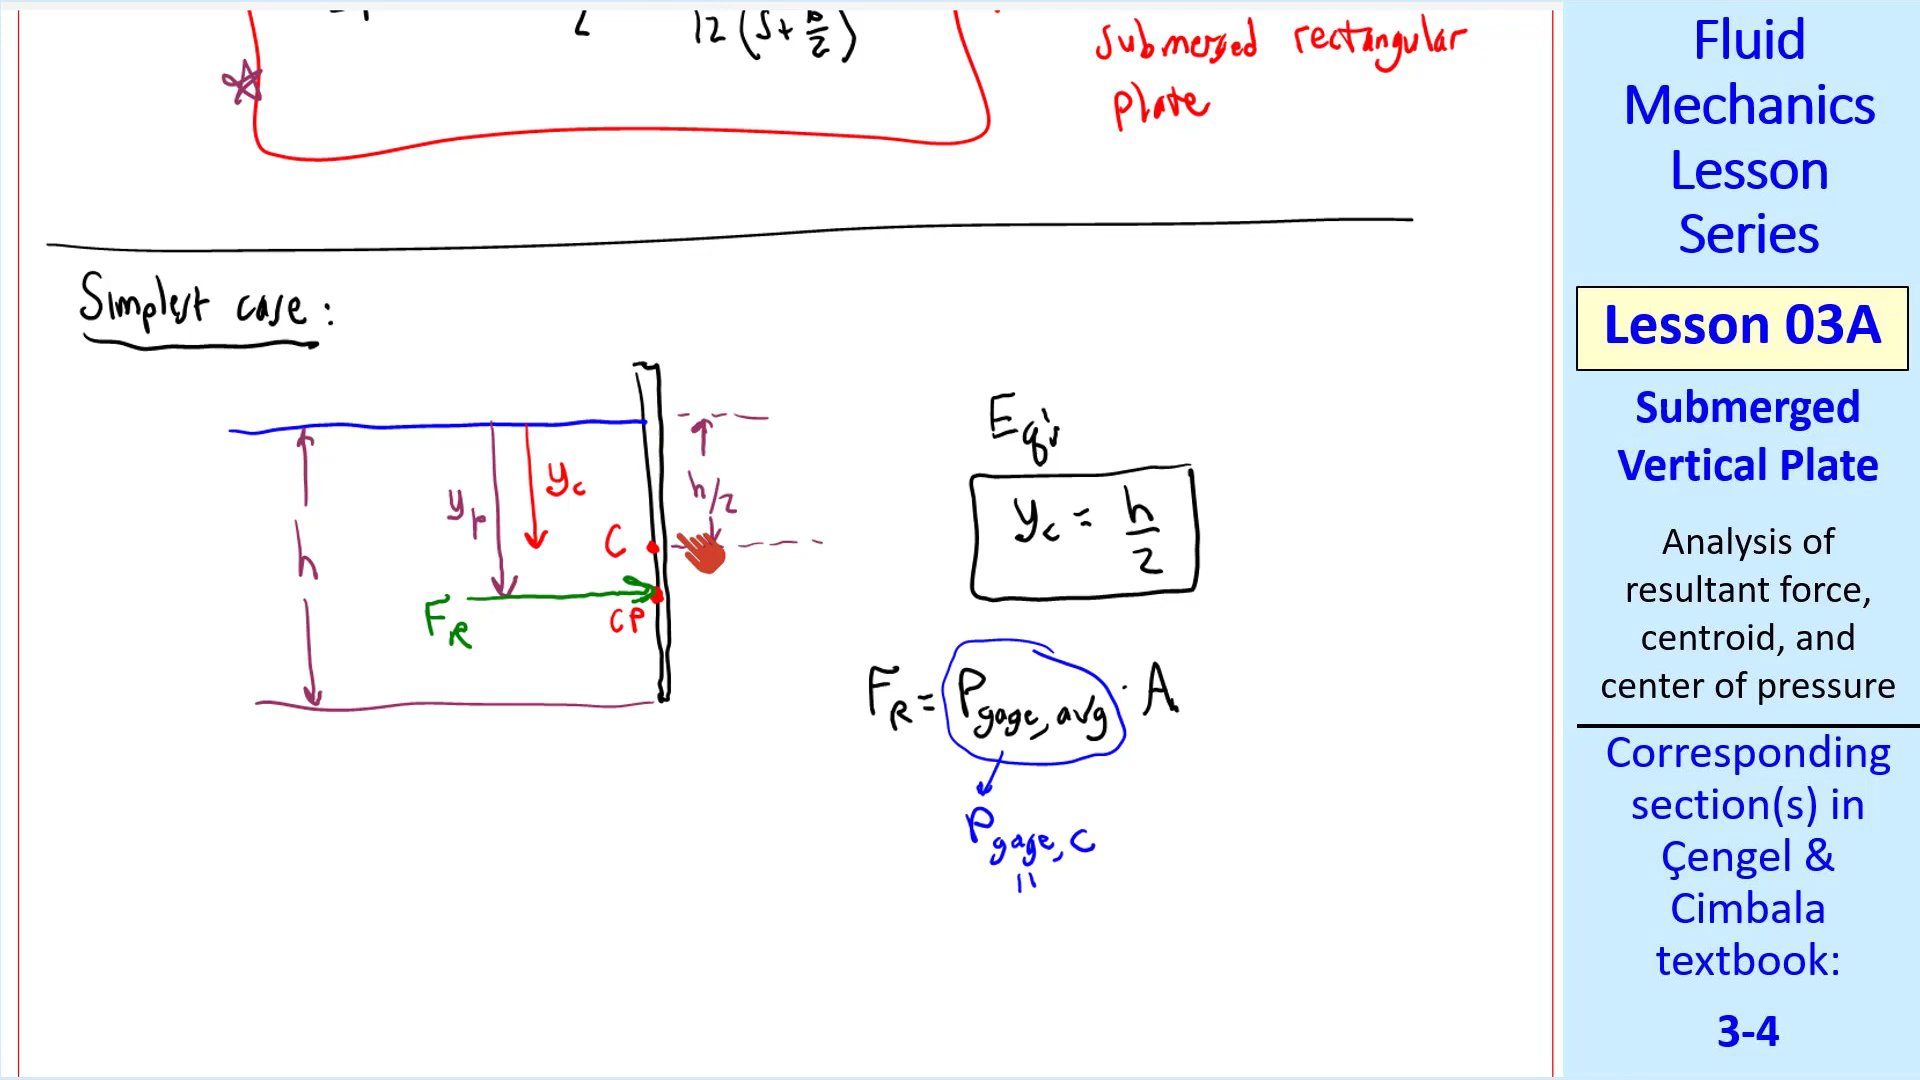 2
12 (S + b/2)
submerged rectangular
plate
Simplest case:
h
y_p
y_c
C
h/2
F_R
CP
Eq's
y_c = h/2
F_R = P_gage, avg · A
P_gage, C
=
Fluid
Mechanics
Lesson
Series
Lesson 03A
Submerged
Vertical Plate
Analysis of
resultant force,
centroid, and
center of pressure
Corresponding
section(s) in
Çengel &
Cimbala
textbook:
3-4